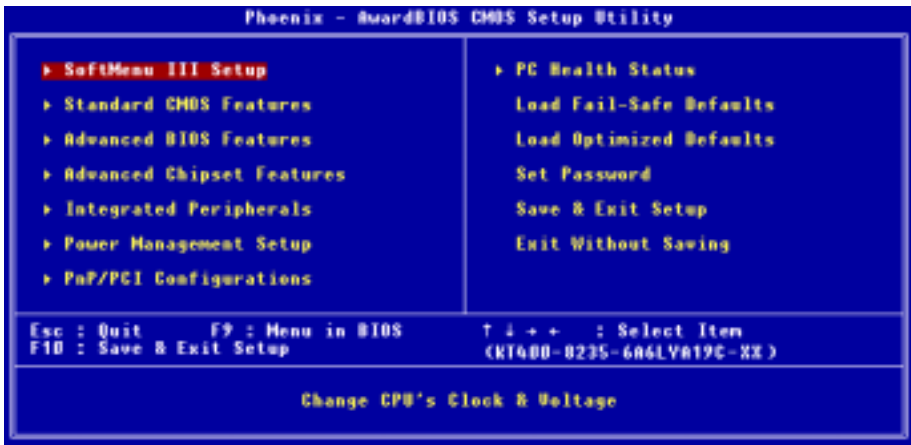 Phoenix - AwardBIOS CMOS Setup Utility
▸ SoftMenu III Setup
▸ Standard CMOS Features
▸ Advanced BIOS Features
▸ Advanced Chipset Features
▸ Integrated Peripherals
▸ Power Management Setup
▸ PnP/PCI Configurations
▸ PC Health Status
Load Fail-Safe Defaults
Load Optimized Defaults
Set Password
Save & Exit Setup
Exit Without Saving
Esc : Quit F9 : Menu in BIOS
F10 : Save & Exit Setup
↑ ↓ → ← : Select Item
(KT400-8235-6A6LYA19C-XX)
Change CPU's Clock & Voltage